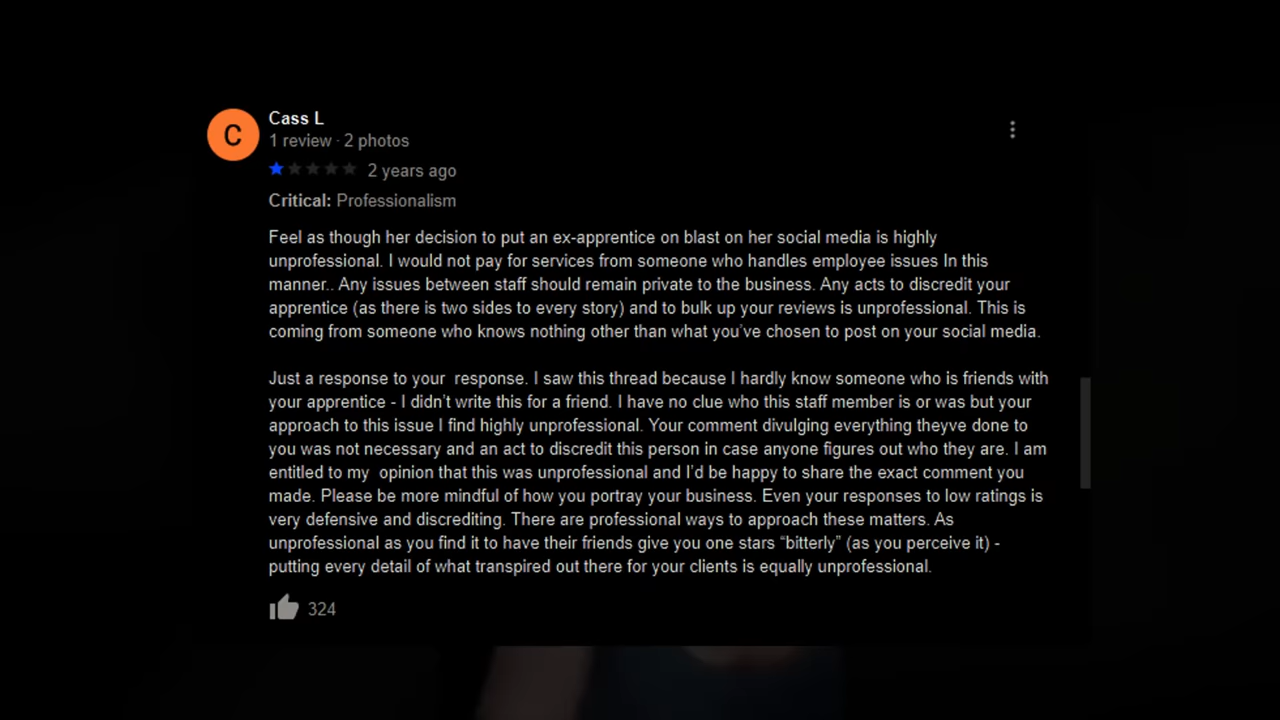 C
Cass L
1 review · 2 photos
2 years ago
Critical: Professionalism
Feel as though her decision to put an ex-apprentice on blast on her social media is highly
unprofessional. I would not pay for services from someone who handles employee issues In this
manner.. Any issues between staff should remain private to the business. Any acts to discredit your
apprentice (as there is two sides to every story) and to bulk up your reviews is unprofessional. This is
coming from someone who knows nothing other than what you've chosen to post on your social media.
Just a response to your  response. I saw this thread because I hardly know someone who is friends with
your apprentice - I didn't write this for a friend. I have no clue who this staff member is or was but your
approach to this issue I find highly unprofessional. Your comment divulging everything theyve done to
you was not necessary and an act to discredit this person in case anyone figures out who they are. I am
entitled to my  opinion that this was unprofessional and I'd be happy to share the exact comment you
made. Please be more mindful of how you portray your business. Even your responses to low ratings is
very defensive and discrediting. There are professional ways to approach these matters. As
unprofessional as you find it to have their friends give you one stars “bitterly” (as you perceive it) -
putting every detail of what transpired out there for your clients is equally unprofessional.
324